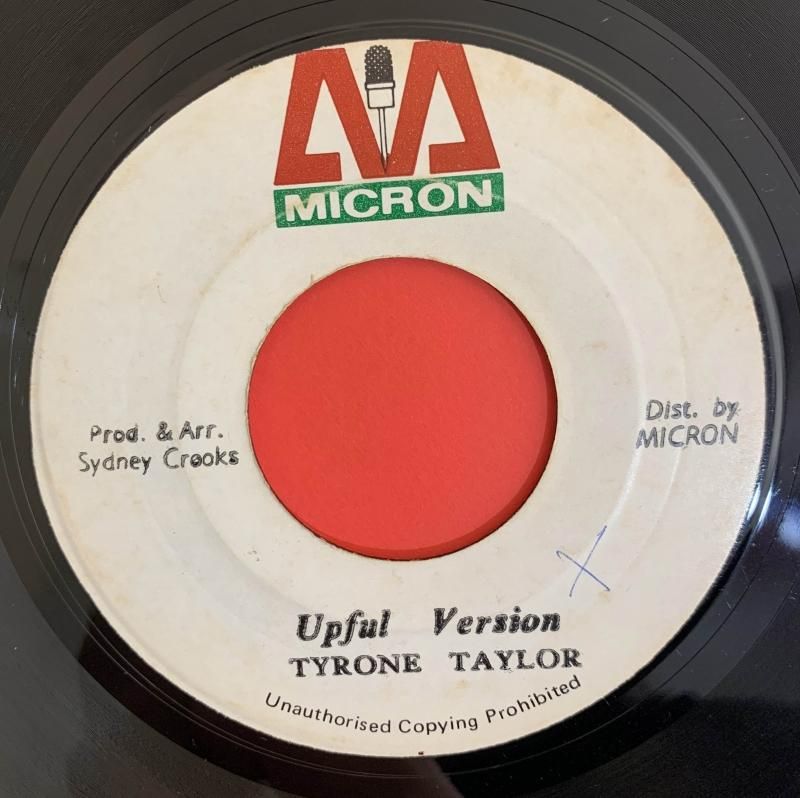 MICRON
Prod. & Arr.
Sydney Crooks
Dist. by
MICRON
X
Upful Version
TYRONE TAYLOR
Unauthorised Copying Prohibited